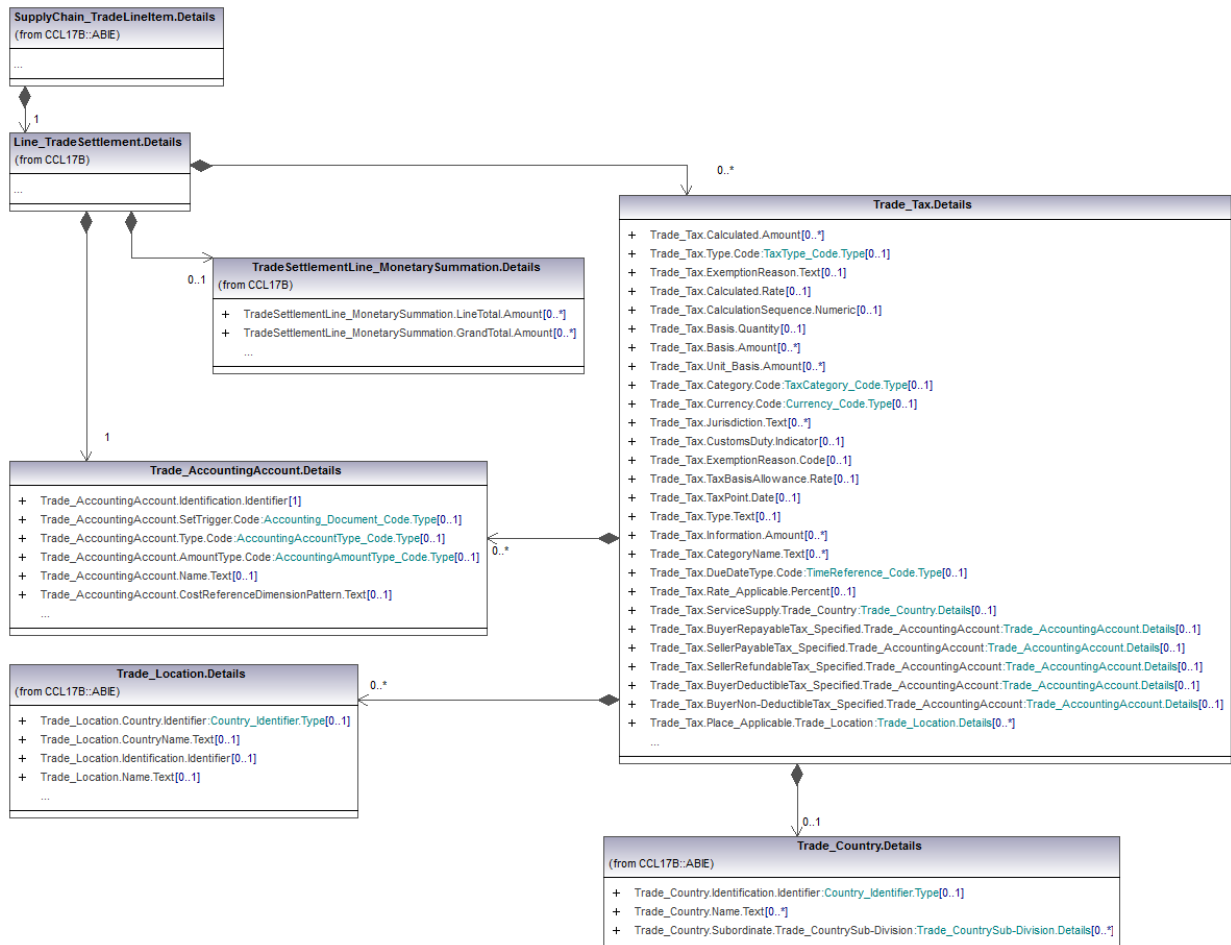 SupplyChain_TradeLineItem.Details
(from CCL17B::ABIE)
...
1
Line_TradeSettlement.Details
(from CCL17B)
...
0..*
Trade_Tax.Details
+ Trade_Tax.Calculated.Amount[0..*]
+ Trade_Tax.Type.Code:TaxType_Code.Type[0..1]
+ Trade_Tax.ExemptionReason.Text[0..1]
+ Trade_Tax.Calculated.Rate[0..1]
+ Trade_Tax.CalculationSequence.Numeric[0..1]
+ Trade_Tax.Basis.Quantity[0..1]
+ Trade_Tax.Basis.Amount[0..*]
+ Trade_Tax.Unit_Basis.Amount[0..*]
+ Trade_Tax.Category.Code:TaxCategory_Code.Type[0..1]
+ Trade_Tax.Currency.Code:Currency_Code.Type[0..1]
+ Trade_Tax.Jurisdiction.Text[0..*]
+ Trade_Tax.CustomsDuty.Indicator[0..1]
+ Trade_Tax.ExemptionReason.Code[0..1]
+ Trade_Tax.TaxBasisAllowance.Rate[0..1]
+ Trade_Tax.TaxPoint.Date[0..1]
+ Trade_Tax.Type.Text[0..1]
+ Trade_Tax.Information.Amount[0..*]
+ Trade_Tax.CategoryName.Text[0..*]
+ Trade_Tax.DueDateType.Code:TimeReference_Code.Type[0..1]
+ Trade_Tax.Rate_Applicable.Percent[0..1]
+ Trade_Tax.ServiceSupply.Trade_Country:Trade_Country.Details[0..1]
+ Trade_Tax.BuyerRepayableTax_Specified.Trade_AccountingAccount:Trade_AccountingAccount.Details[0..1]
+ Trade_Tax.SellerPayableTax_Specified.Trade_AccountingAccount:Trade_AccountingAccount.Details[0..1]
+ Trade_Tax.SellerRefundableTax_Specified.Trade_AccountingAccount:Trade_AccountingAccount.Details[0..1]
+ Trade_Tax.BuyerDeductibleTax_Specified.Trade_AccountingAccount:Trade_AccountingAccount.Details[0..1]
+ Trade_Tax.BuyerNon-DeductibleTax_Specified.Trade_AccountingAccount:Trade_AccountingAccount.Details[0..1]
+ Trade_Tax.Place_Applicable.Trade_Location:Trade_Location.Details[0..*]
...
0..1
TradeSettlementLine_MonetarySummation.Details
(from CCL17B)
+ TradeSettlementLine_MonetarySummation.LineTotal.Amount[0..*]
+ TradeSettlementLine_MonetarySummation.GrandTotal.Amount[0..*]
...
1
Trade_AccountingAccount.Details
+ Trade_AccountingAccount.Identification.Identifier[1]
+ Trade_AccountingAccount.SetTrigger.Code:Accounting_Document_Code.Type[0..1]
+ Trade_AccountingAccount.Type.Code:AccountingAccountType_Code.Type[0..1]
+ Trade_AccountingAccount.AmountType.Code:AccountingAmountType_Code.Type[0..1]
+ Trade_AccountingAccount.Name.Text[0..1]
+ Trade_AccountingAccount.CostReferenceDimensionPattern.Text[0..1]
...
0..*
Trade_Location.Details
(from CCL17B::ABIE)
+ Trade_Location.Country.Identifier:Country_Identifier.Type[0..1]
+ Trade_Location.CountryName.Text[0..1]
+ Trade_Location.Identification.Identifier[0..1]
+ Trade_Location.Name.Text[0..1]
...
0..*
0..1
Trade_Country.Details
(from CCL17B::ABIE)
+ Trade_Country.Identification.Identifier:Country_Identifier.Type[0..1]
+ Trade_Country.Name.Text[0..*]
+ Trade_Country.Subordinate.Trade_CountrySub-Division:Trade_CountrySub-Division.Details[0..*]